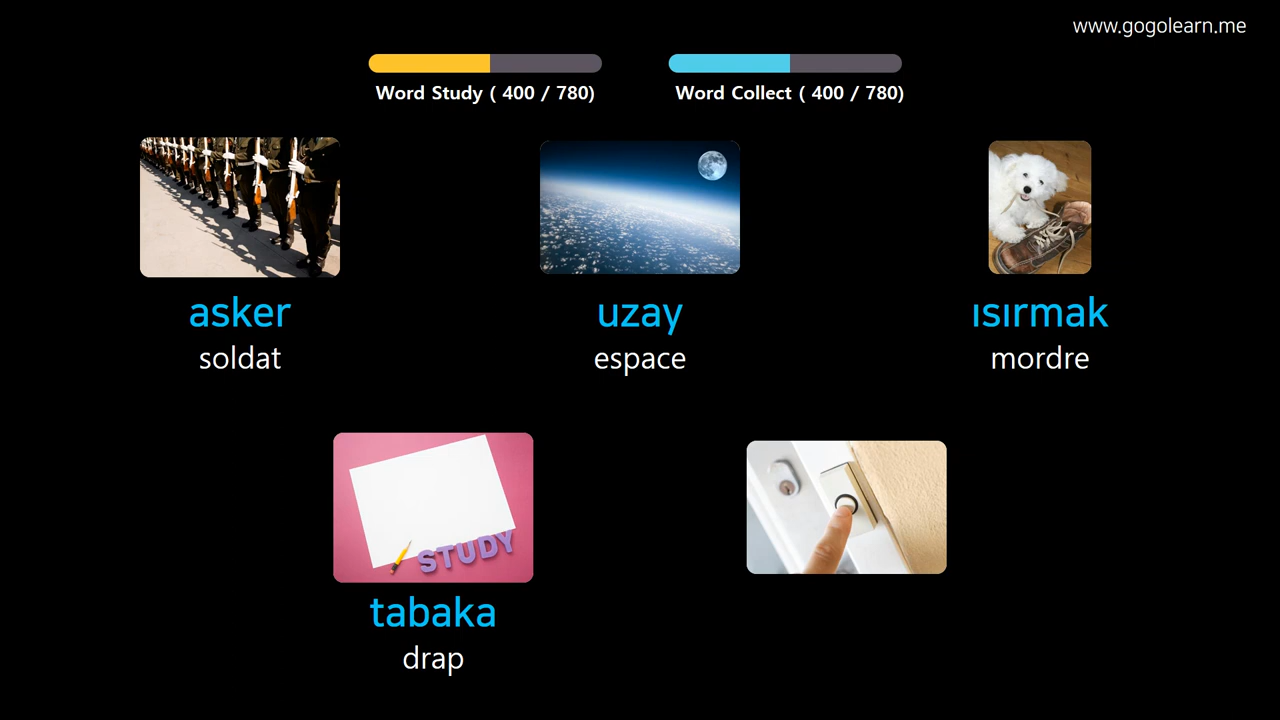 www.gogolearn.me
Word Study ( 400 / 780)
Word Collect ( 400 / 780)
asker
soldat
uzay
espace
ısırmak
mordre
STUDY
tabaka
drap